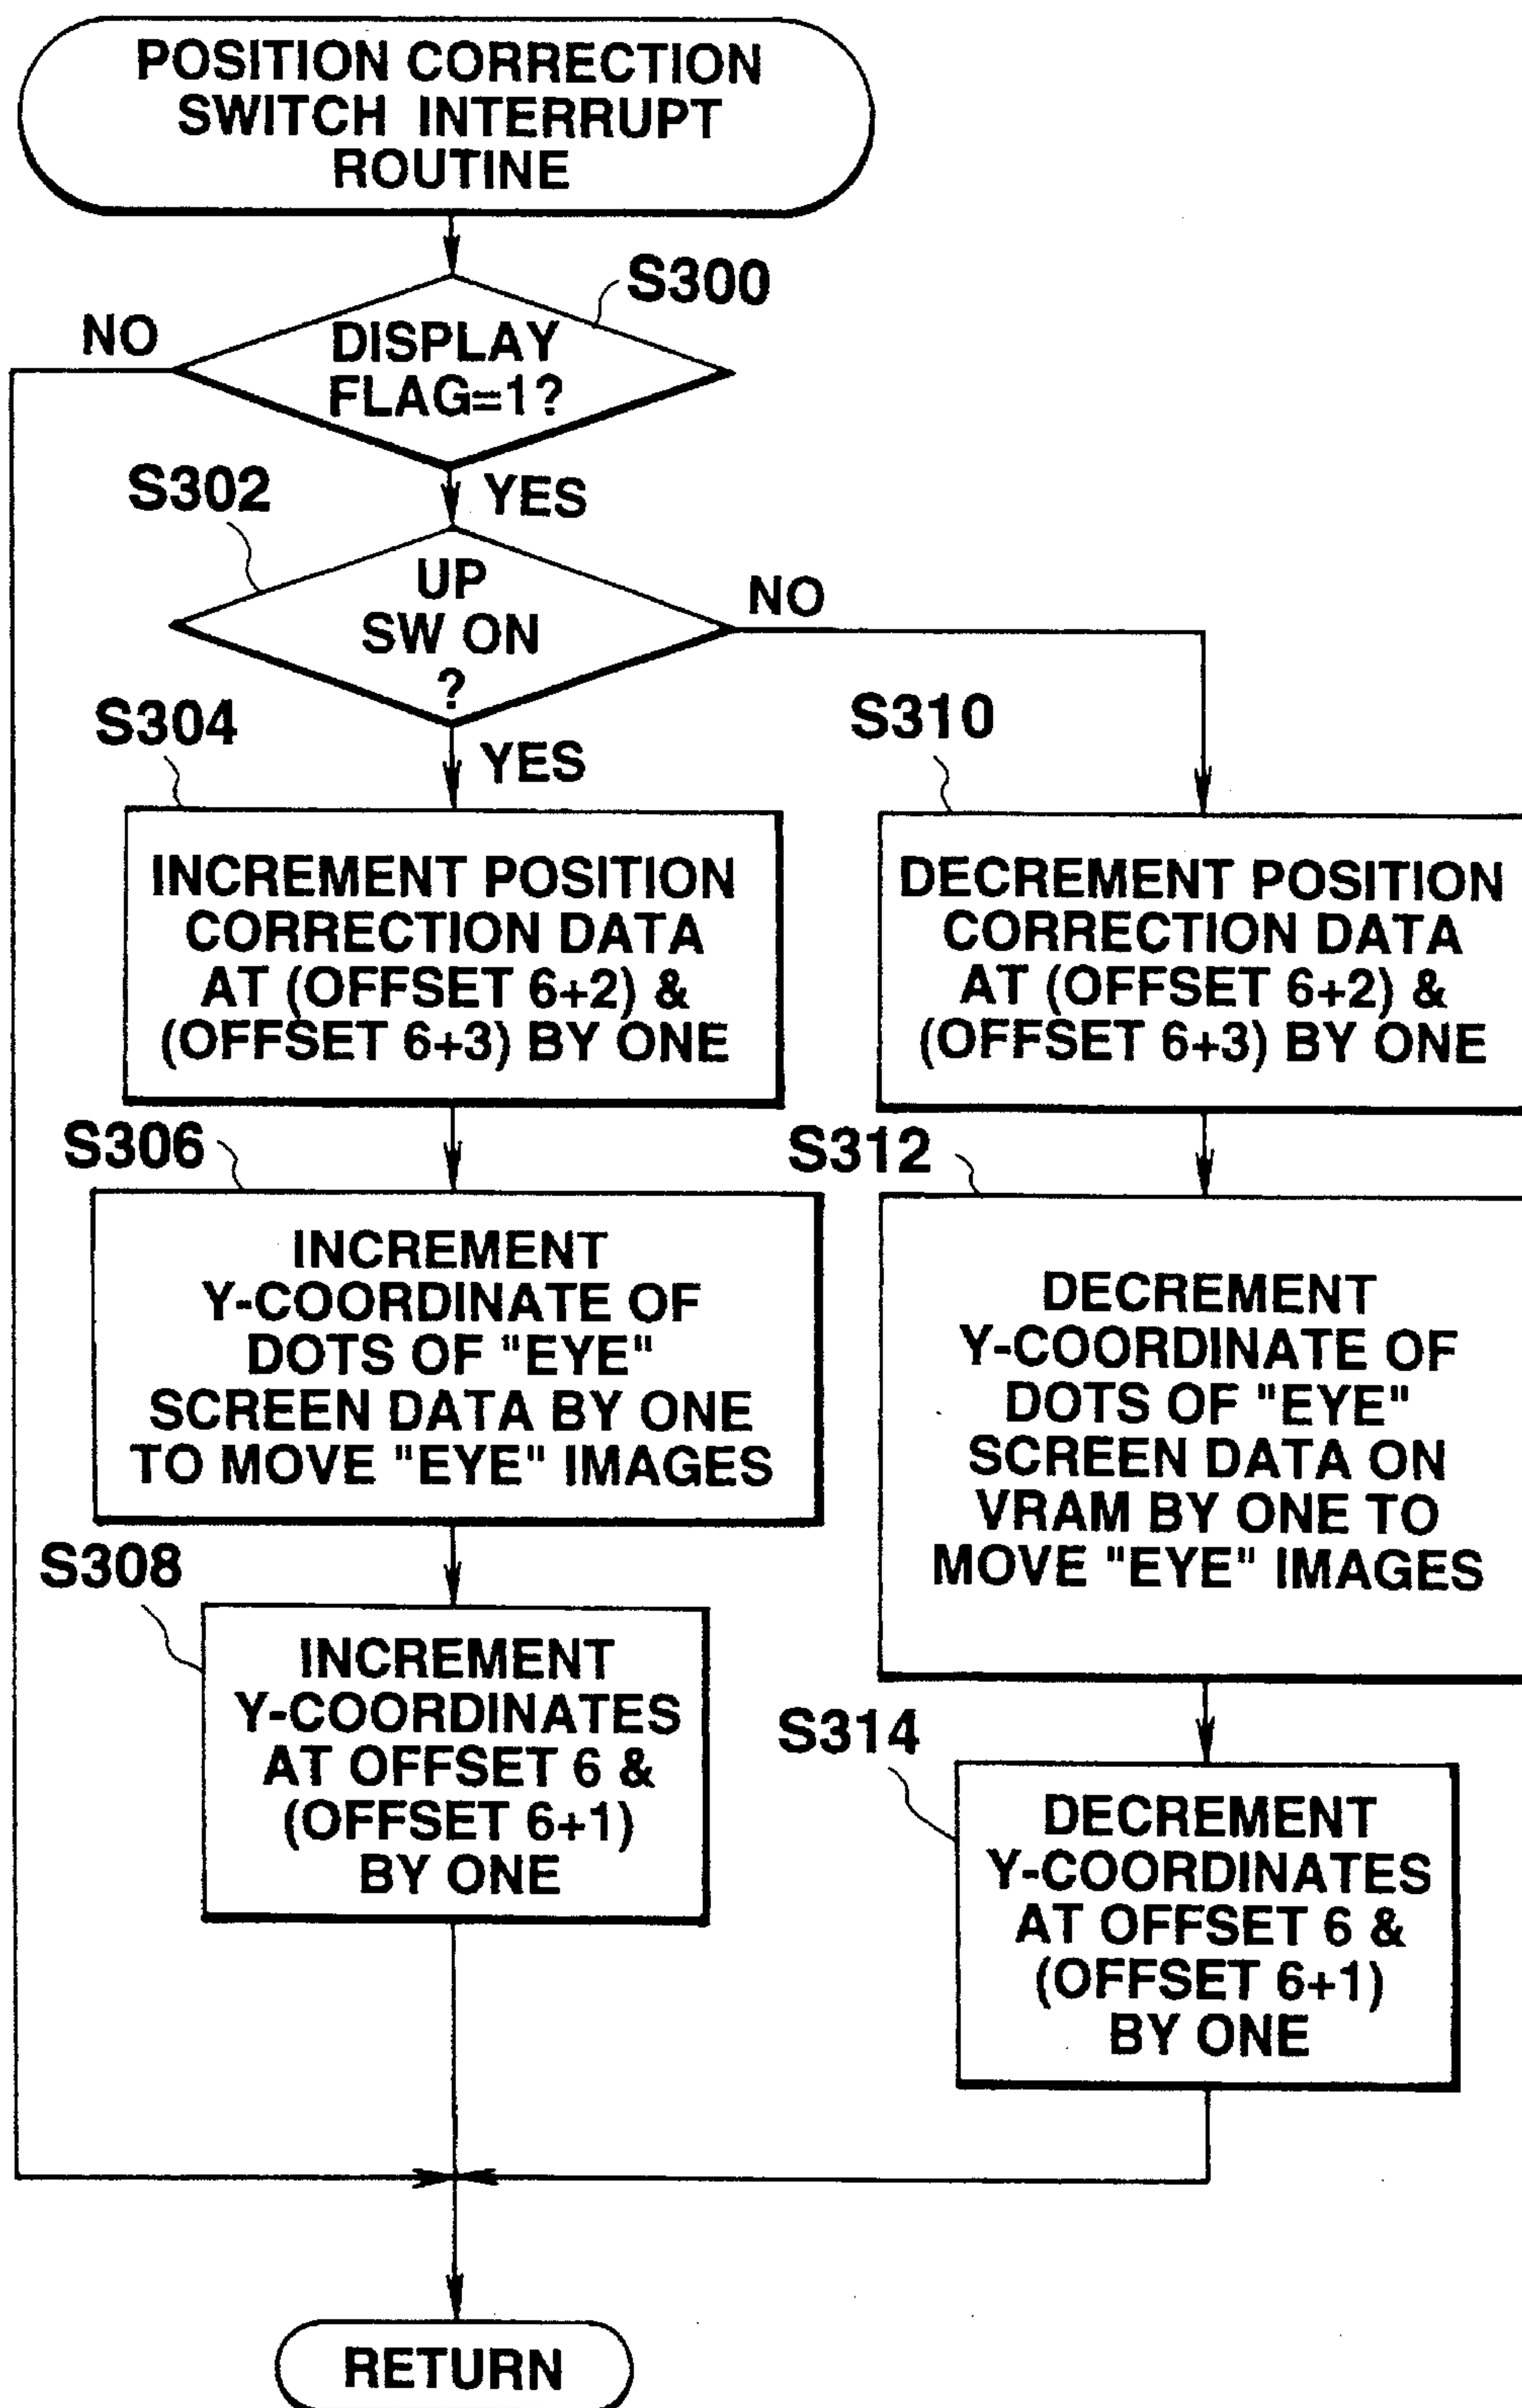 POSITION CORRECTION
SWITCH INTERRUPT
ROUTINE
S300
NO
DISPLAY
FLAG=1?
S302
YES
UP
SW ON
?
NO
S304
YES
S310
INCREMENT POSITION
CORRECTION DATA
AT (OFFSET 6+2) &
(OFFSET 6+3) BY ONE
DECREMENT POSITION
CORRECTION DATA
AT (OFFSET 6+2) &
(OFFSET 6+3) BY ONE
S306
S312
INCREMENT
Y-COORDINATE OF
DOTS OF "EYE"
SCREEN DATA BY ONE
TO MOVE "EYE" IMAGES
DECREMENT
Y-COORDINATE OF
DOTS OF "EYE"
SCREEN DATA ON
VRAM BY ONE TO
MOVE "EYE" IMAGES
S308
INCREMENT
Y-COORDINATES
AT OFFSET 6 &
(OFFSET 6+1)
BY ONE
S314
DECREMENT
Y-COORDINATES
AT OFFSET 6 &
(OFFSET 6+1)
BY ONE
RETURN